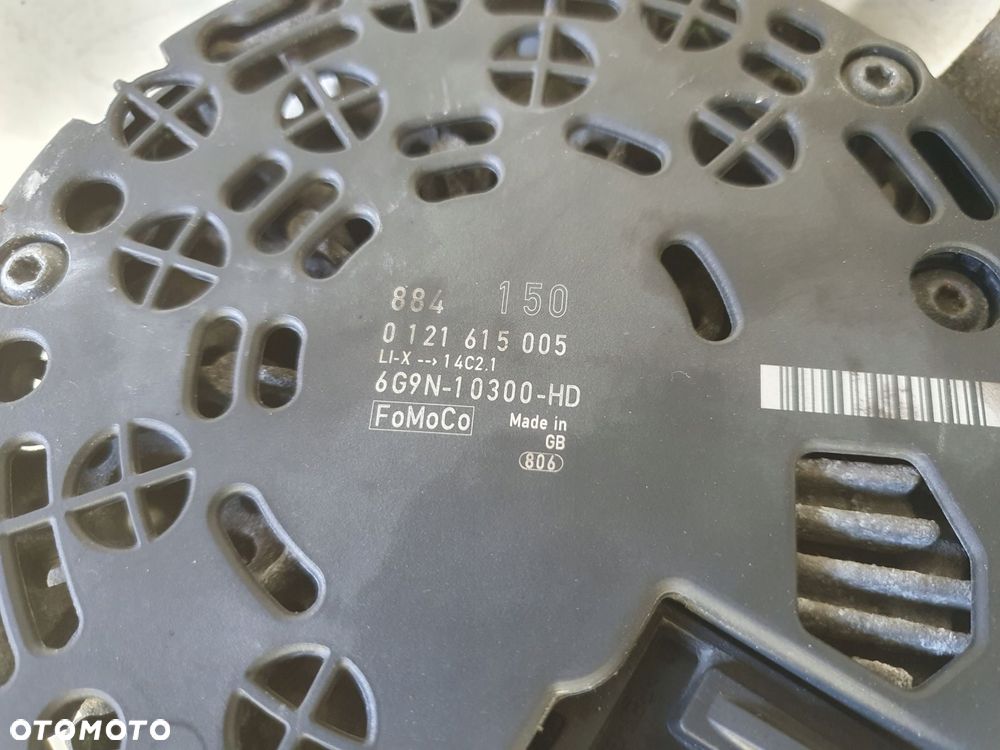 884 150
0 121 615 005
LI-X --> 14C2.1
6G9N-10300-HD
FoMoCo Made in
GB
806
OTOMOTO